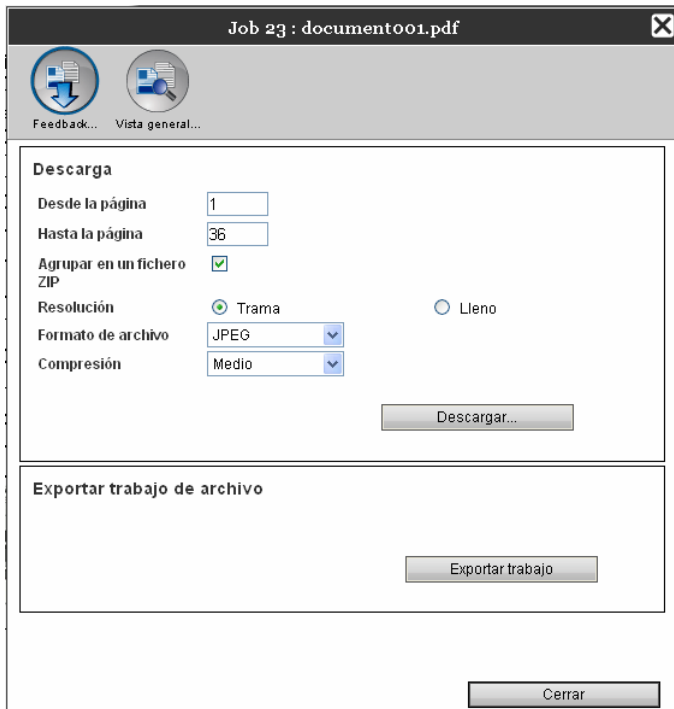 Job 23 : document001.pdf
Feedback... Vista general...
Descarga
Desde la página 1
Hasta la página 36
Agrupar en un fichero
ZIP
Resolución Trama Lleno
Formato de archivo JPEG
Compresión Medio
Descargar...
Exportar trabajo de archivo
Exportar trabajo
Cerrar